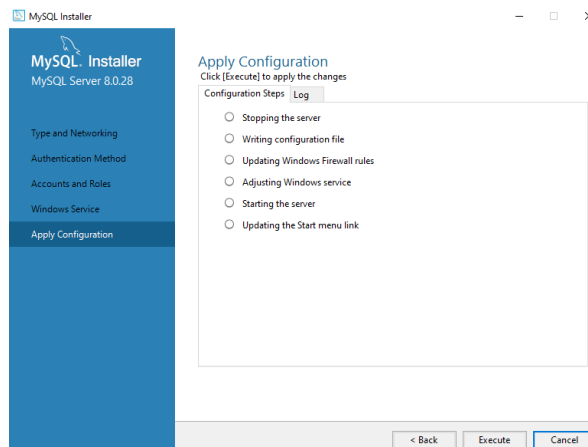 MySQL Installer
MySQL. Installer
MySQL Server 8.0.28
Type and Networking
Authentication Method
Accounts and Roles
Windows Service
Apply Configuration
Apply Configuration
Click [Execute] to apply the changes
Configuration Steps Log
Stopping the server
Writing configuration file
Updating Windows Firewall rules
Adjusting Windows service
Starting the server
Updating the Start menu link
< Back Execute Cancel